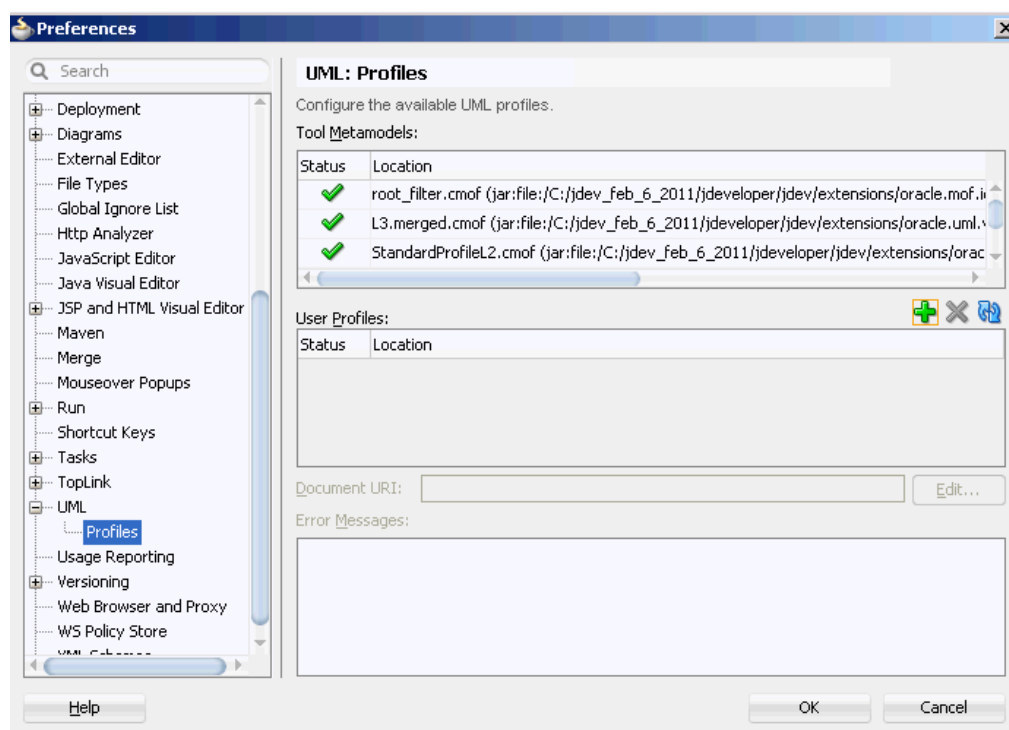 Preferences
Search
Deployment
Diagrams
External Editor
File Types
Global Ignore List
Http Analyzer
JavaScript Editor
Java Visual Editor
JSP and HTML Visual Editor
Maven
Merge
Mouseover Popups
Run
Shortcut Keys
Tasks
TopLink
UML
Profiles
Usage Reporting
Versioning
Web Browser and Proxy
WS Policy Store
UML: Profiles
Configure the available UML profiles.
Tool Metamodels:
Status Location
root_filter.cmof (jar:file:/C:/jdev_feb_6_2011/jdeveloper/jdev/extensions/oracle.mof.
L3.merged.cmof (jar:file:/C:/jdev_feb_6_2011/jdeveloper/jdev/extensions/oracle.uml.
StandardProfileL2.cmof (jar:file:/C:/jdev_feb_6_2011/jdeveloper/jdev/extensions/orac
User Profiles:
Status Location
Document URI:
Edit...
Error Messages:
Help
OK
Cancel